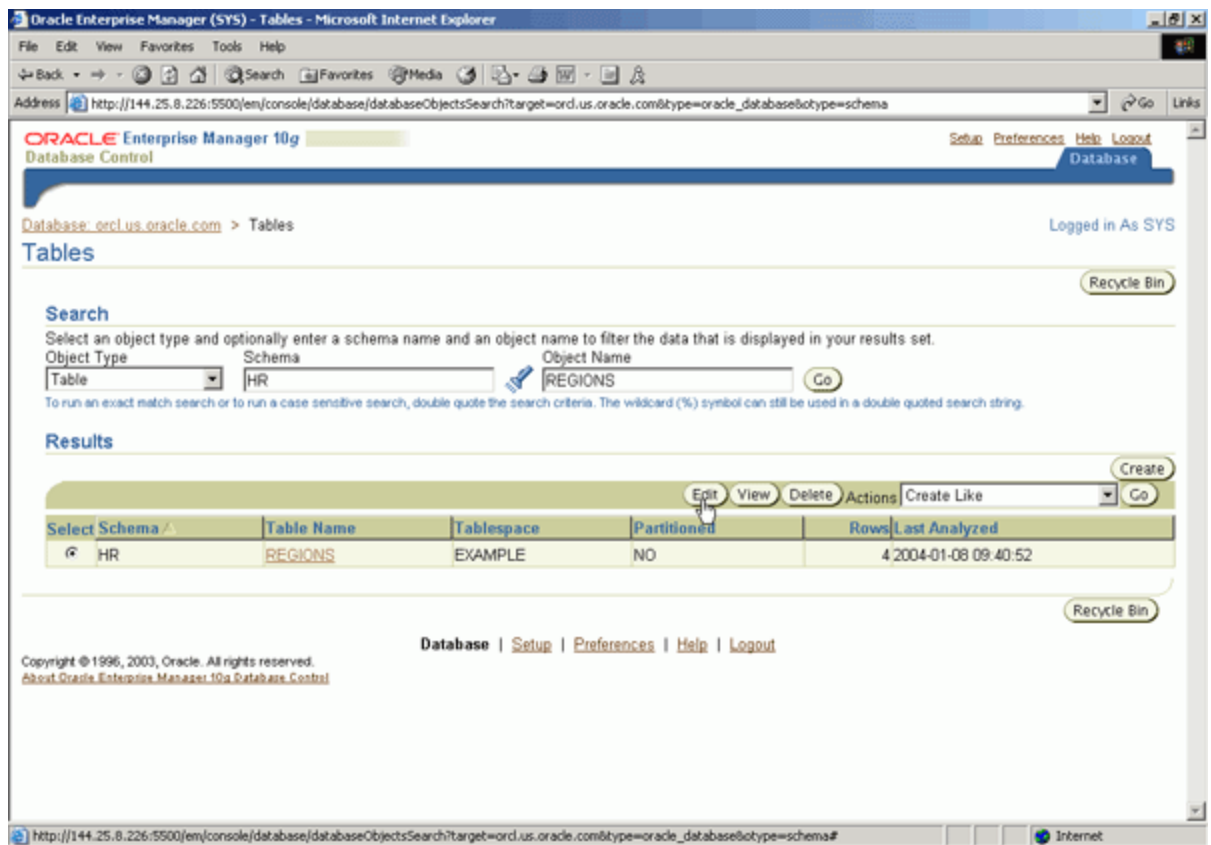 Oracle Enterprise Manager (SYS) - Tables - Microsoft Internet Explorer
File Edit View Favorites Tools Help
Back Search Favorites Media
Address http://144.25.8.226:5500/em/console/database/databaseObjectsSearch?target=orcl.us.oracle.com&type=oracle_database&otype=schema Go Links
ORACLE Enterprise Manager 10g Setup Preferences Help Logout
Database Control Database
Database: orcl.us.oracle.com > Tables Logged in As SYS
Tables
Recycle Bin
Search
Select an object type and optionally enter a schema name and an object name to filter the data that is displayed in your results set.
Object Type Schema Object Name
Table HR REGIONS Go
To run an exact match search or to run a case sensitive search, double quote the search criteria. The wildcard (%) symbol can still be used in a double quoted search string.
Results
Create
Edit View Delete Actions Create Like Go
Select Schema Table Name Tablespace Partitioned Rows Last Analyzed
HR REGIONS EXAMPLE NO 4 2004-01-08 09:40:52
Recycle Bin
Database | Setup | Preferences | Help | Logout
Copyright © 1996, 2003, Oracle. All rights reserved.
About Oracle Enterprise Manager 10g Database Control
http://144.25.8.226:5500/em/console/database/databaseObjectsSearch?target=orcl.us.oracle.com&type=oracle_database&otype=schema# Internet